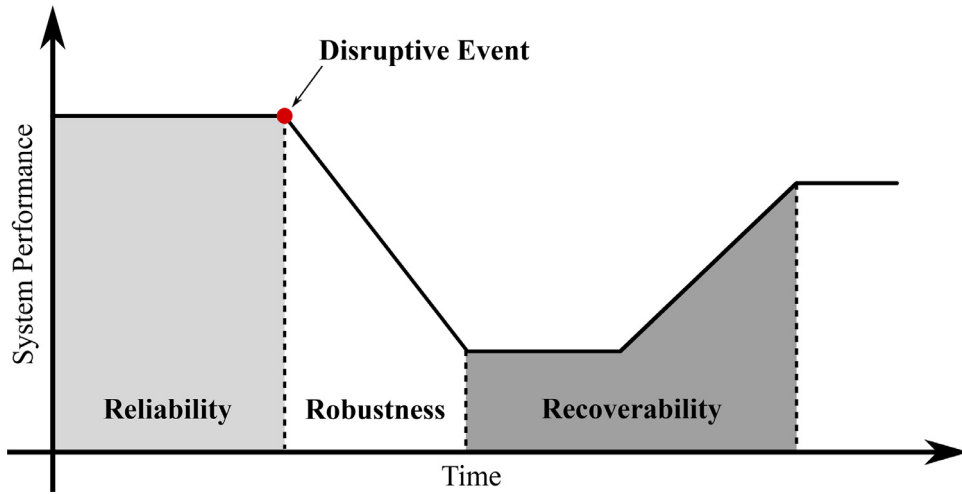 Disruptive Event
System Performance
Reliability
Robustness
Recoverability
Time